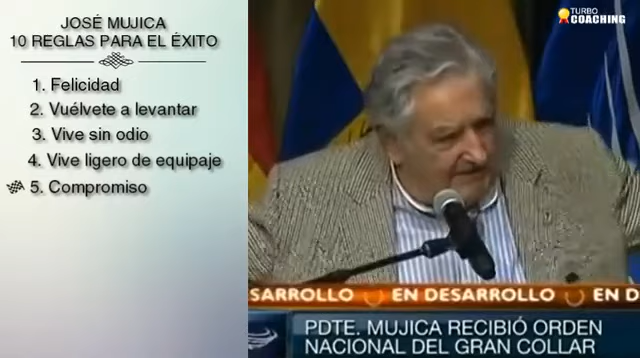 JOSÉ MUJICA
10 REGLAS PARA EL ÉXITO
1. Felicidad
2. Vuélvete a levantar
3. Vive sin odio
4. Vive ligero de equipaje
5. Compromiso
TURBO
COACHING
SARROLLO EN DESARROLLO EN D
PDTE. MUJICA RECIBIÓ ORDEN
NACIONAL DEL GRAN COLLAR